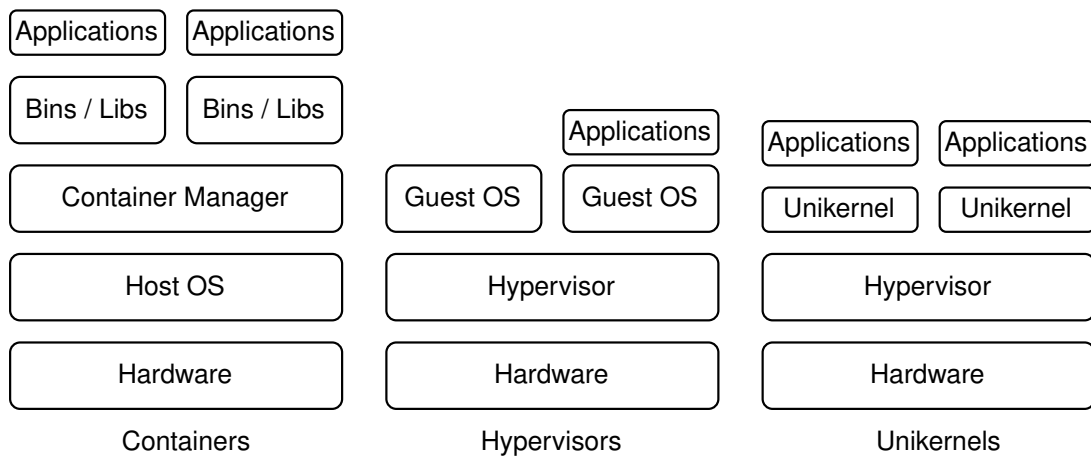 Applications Applications
Bins / Libs Bins / Libs
Container Manager
Host OS
Hardware
Containers
Applications
Guest OS Guest OS
Hypervisor
Hardware
Hypervisors
Applications Applications
Unikernel Unikernel
Hypervisor
Hardware
Unikernels